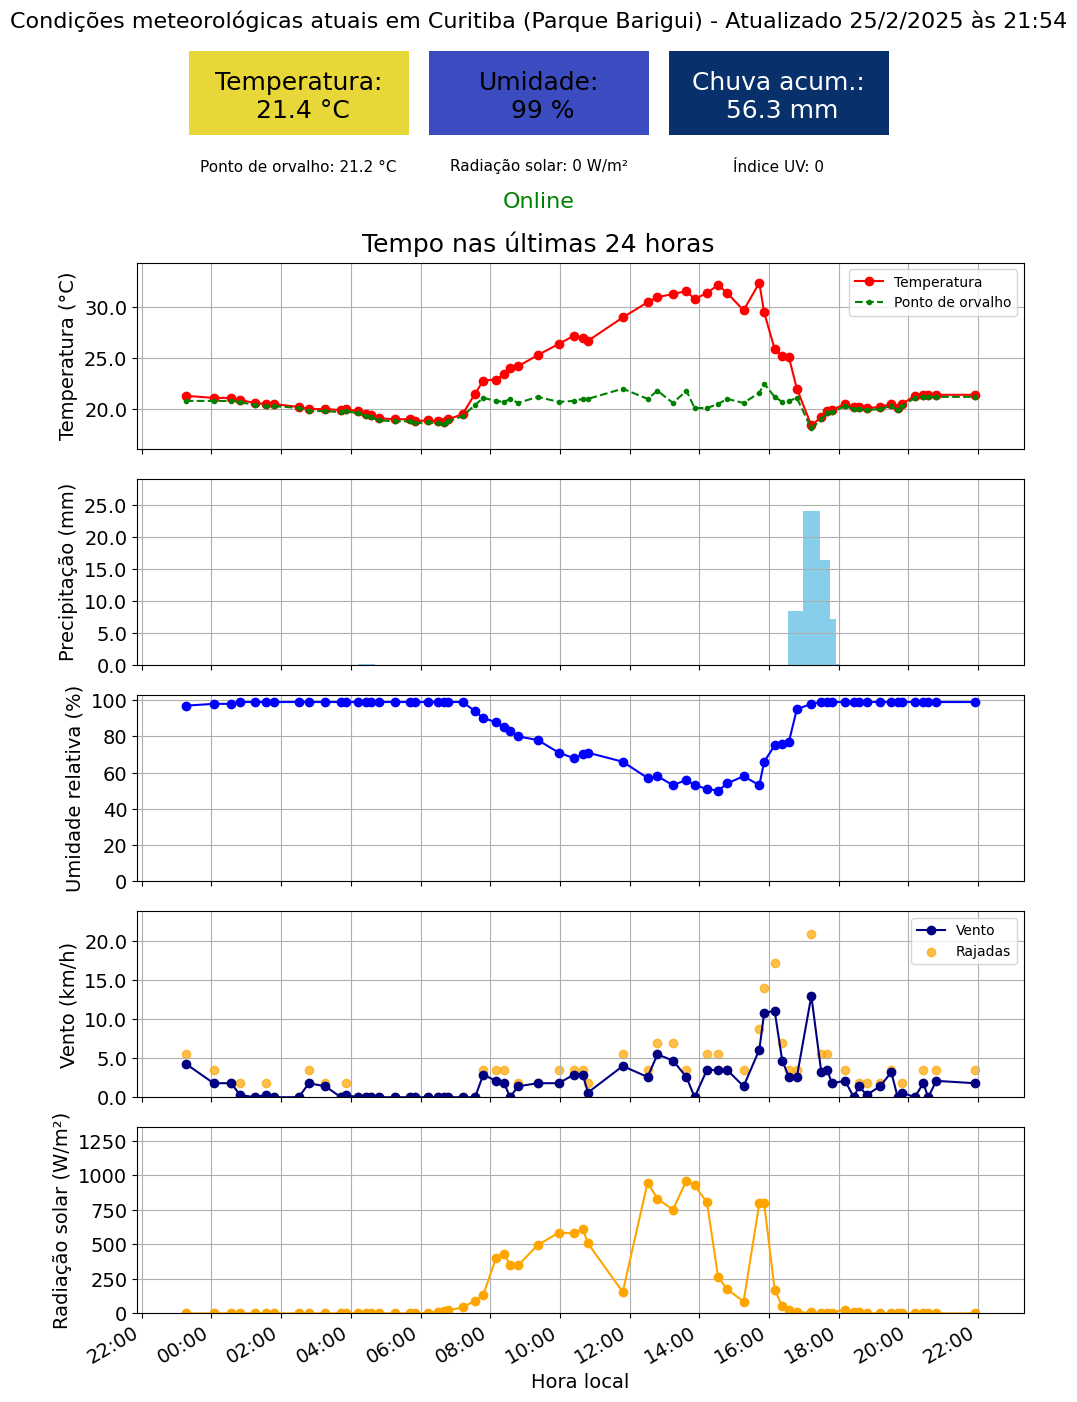 Condições meteorológicas atuais em Curitiba (Parque Barigui) - Atualizado 25/2/2025 às 21:54
Temperatura:
21.4 °C
Umidade:
99 %
Chuva acum.:
56.3 mm
Ponto de orvalho: 21.2 °C
Radiação solar: 0 W/m²
Índice UV: 0
Online
Tempo nas últimas 24 horas
Temperatura (°C)
30.0
25.0
20.0
Temperatura
Ponto de orvalho
Precipitação (mm)
25.0
20.0
15.0
10.0
5.0
0.0
Umidade relativa (%)
100
80
60
40
20
0
Vento (km/h)
20.0
15.0
10.0
5.0
0.0
Vento
Rajadas
Radiação solar (W/m²)
1250
1000
750
500
250
0
22:00
00:00
02:00
04:00
06:00
08:00
10:00
12:00
14:00
16:00
18:00
20:00
22:00
Hora local